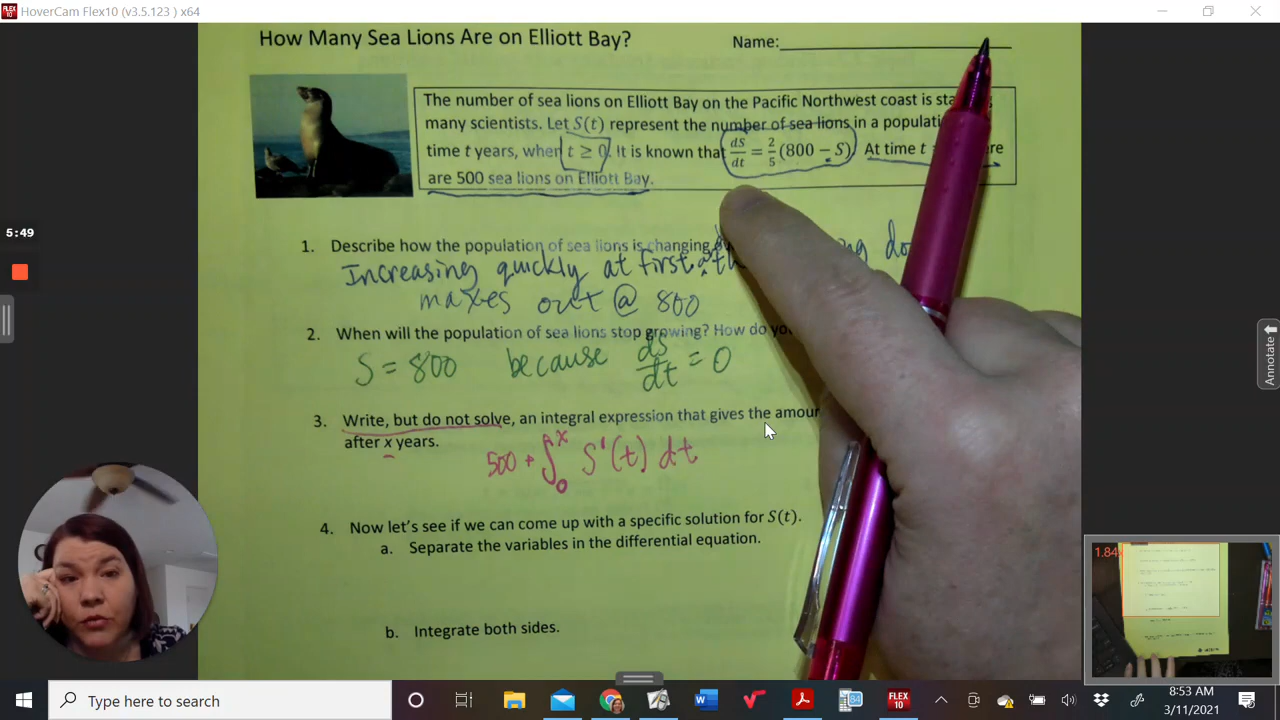 HoverCam Flex10 (v3.5.123 ) x64
How Many Sea Lions Are on Elliott Bay?
Name:
The number of sea lions on Elliott Bay on the Pacific Northwest coast is
many scientists. Let S(t) represent the number of sea lions in a
time t years, when t ≥ 0. It is known that dS/dt = 2/5 (800 − S) At time t
are 500 sea lions on Elliott Bay.
5:49
1. Describe how the population of sea lions is changing
Increasing quickly at first
maxes out @ 800
2. When will the population of sea lions stop growing? How do
S = 800 because dS/dt = 0
3. Write, but do not solve, an integral expression that gives the
after x years.
500 + ∫₀ˣ S'(t) dt
4. Now let's see if we can come up with a specific solution for S(t).
a. Separate the variables in the differential equation.
b. Integrate both sides.
Annotate
1.84x
Type here to search
FLEX 10
8:53 AM
3/11/2021